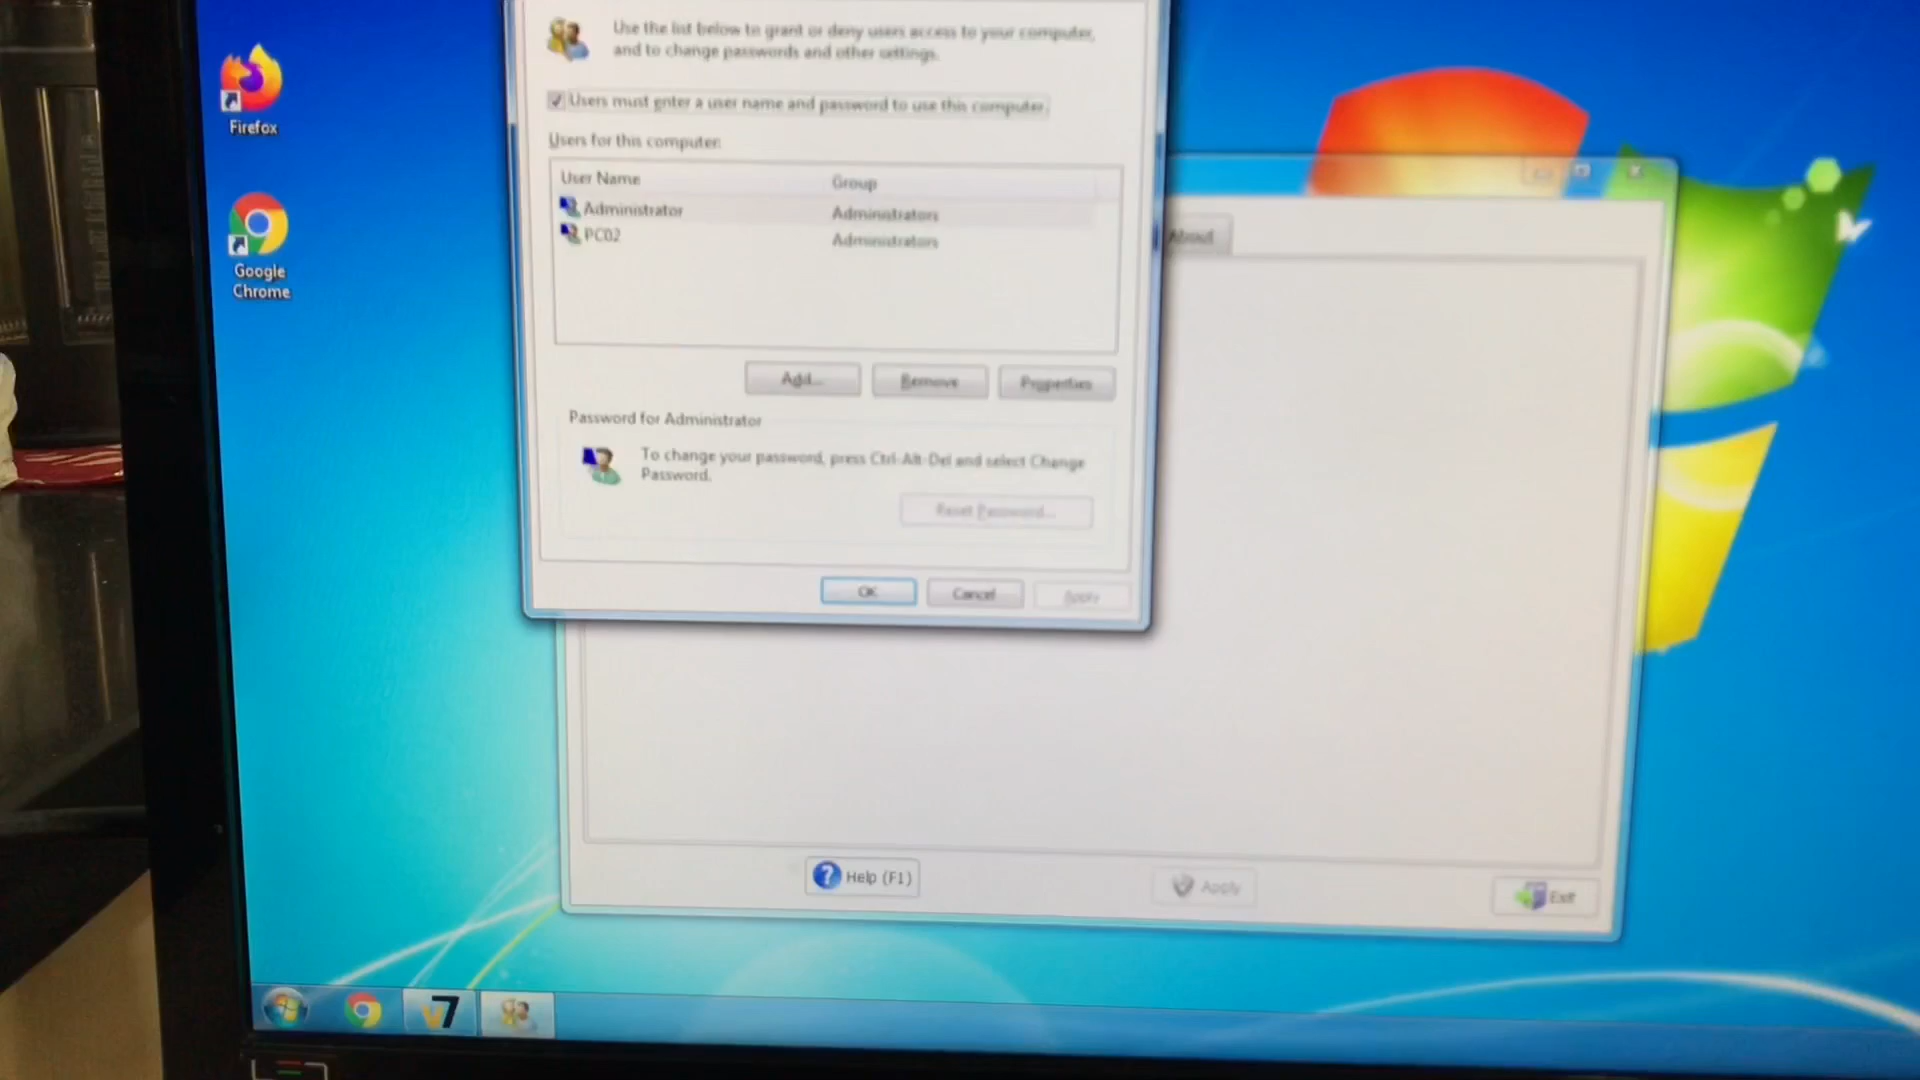 Firefox
Google
Chrome
Use the list below to grant or deny users access to your computer,
and to change passwords and other settings.
Users must enter a user name and password to use this computer.
Users for this computer:
User Name Group
Administrator Administrators
PC02 Administrators
Add... Remove Properties
Password for Administrator
To change your password, press Ctrl-Alt-Del and select Change
Password.
Reset Password...
OK Cancel Apply
About
Help (F1) Apply Exit
V7